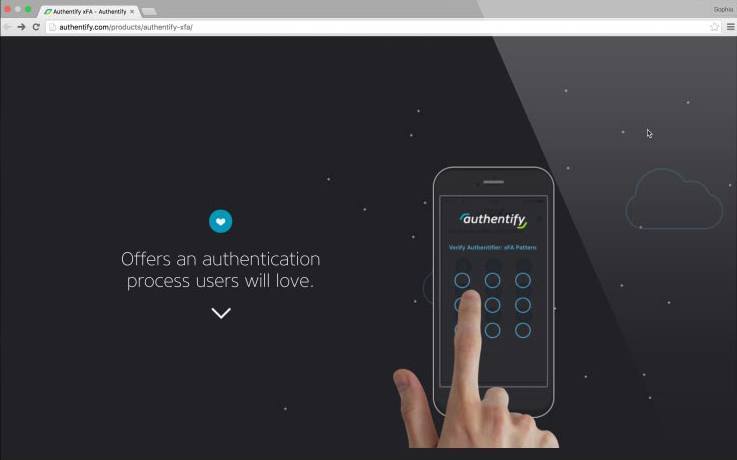 Authentify xFA - Authentify
Sophia
authentify.com/products/authentify-xfa/
authentify
Verify Authentifier: xFA Pattern
Offers an authentication
process users will love.